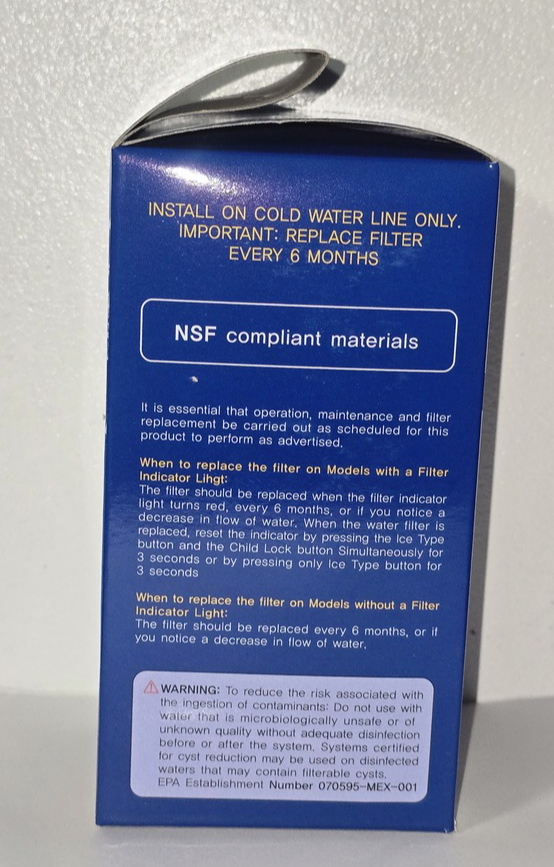 INSTALL ON COLD WATER LINE ONLY.
IMPORTANT: REPLACE FILTER
EVERY 6 MONTHS
NSF compliant materials
It is essential that operation, maintenance and filter
replacement be carried out as scheduled for this
product to perform as advertised.
When to replace the filter on Models with a Filter
Indicator Lihgt:
The filter should be replaced when the filter indicator
light turns red, every 6 months, or if you notice a
decrease in flow of water. When the water filter is
replaced, reset the indicator by pressing the Ice Type
button and the Child Lock button Simultaneously for
3 seconds or by pressing only Ice Type button for
3 seconds
When to replace the filter on Models without a Filter
Indicator Light:
The filter should be replaced every 6 months, or if
you notice a decrease in flow of water.
WARNING: To reduce the risk associated with
the ingestion of contaminants: Do not use with
water that is microbiologically unsafe or of
unknown quality without adequate disinfection
before or after the system. Systems certified
for cyst reduction may be used on disinfected
waters that may contain filterable cysts.
EPA Establishment Number 070595-MEX-001